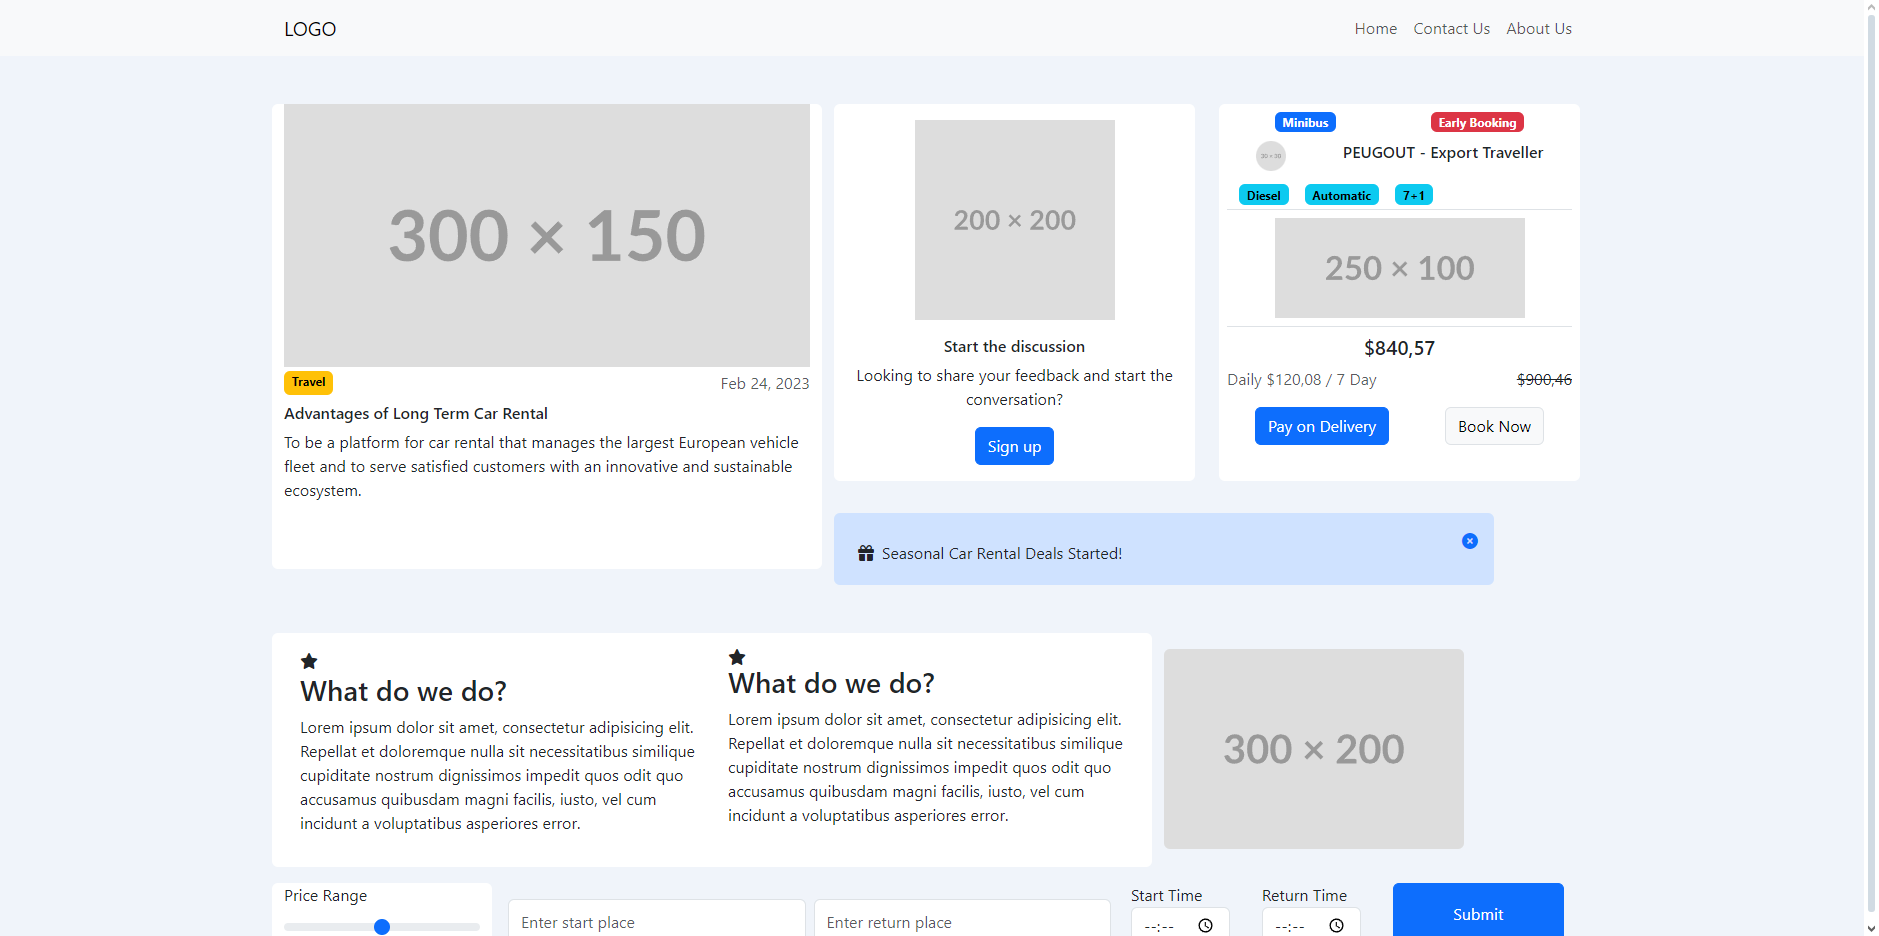 LOGO
Home
Contact Us
About Us
300 × 150
Travel
Feb 24, 2023
Advantages of Long Term Car Rental
To be a platform for car rental that manages the largest European vehicle
fleet and to serve satisfied customers with an innovative and sustainable
ecosystem.
200 × 200
Start the discussion
Looking to share your feedback and start the
conversation?
Sign up
Minibus
Early Booking
30 × 30
PEUGOUT - Export Traveller
Diesel
Automatic
7+1
250 × 100
$840,57
Daily $120,08 / 7 Day
$900,46
Pay on Delivery
Book Now
Seasonal Car Rental Deals Started!
What do we do?
Lorem ipsum dolor sit amet, consectetur adipisicing elit.
Repellat et doloremque nulla sit necessitatibus similique
cupiditate nostrum dignissimos impedit quos odit quo
accusamus quibusdam magni facilis, iusto, vel cum
incidunt a voluptatibus asperiores error.
What do we do?
Lorem ipsum dolor sit amet, consectetur adipisicing elit.
Repellat et doloremque nulla sit necessitatibus similique
cupiditate nostrum dignissimos impedit quos odit quo
accusamus quibusdam magni facilis, iusto, vel cum
incidunt a voluptatibus asperiores error.
300 × 200
Price Range
Enter start place
Enter return place
Start Time
--:--
Return Time
--:--
Submit